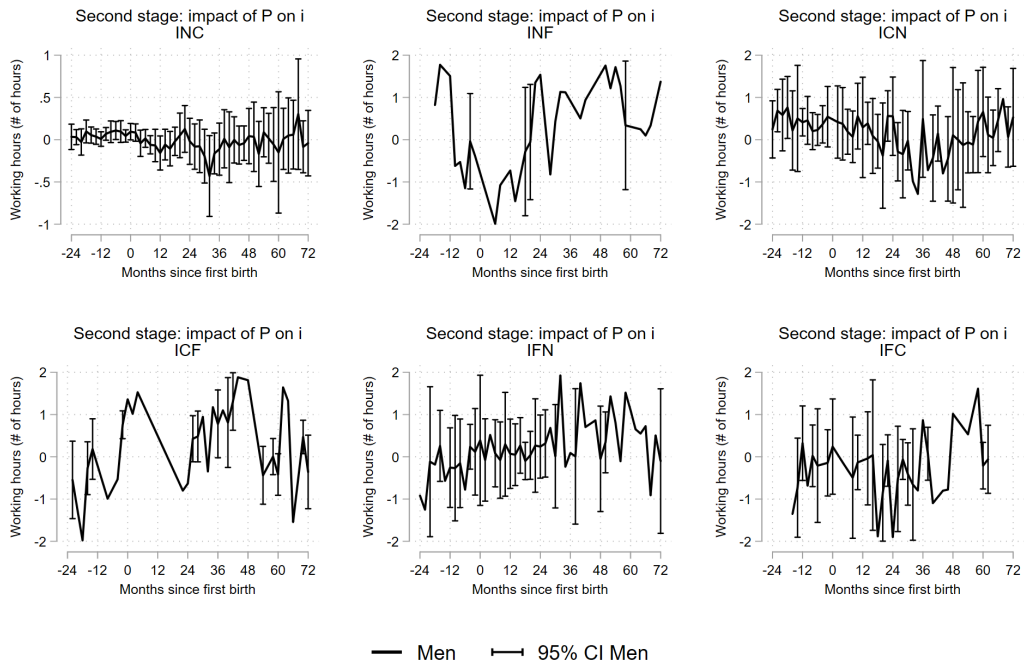 Second stage: impact of P on i
INC
Working hours (# of hours)
1
.5
0
-.5
-1
-24 -12 0 12 24 36 48 60 72
Months since first birth
Second stage: impact of P on i
INF
Working hours (# of hours)
2
1
0
-1
-2
-24 -12 0 12 24 36 48 60 72
Months since first birth
Second stage: impact of P on i
ICN
Working hours (# of hours)
2
1
0
-1
-2
-24 -12 0 12 24 36 48 60 72
Months since first birth
Second stage: impact of P on i
ICF
Working hours (# of hours)
2
1
0
-1
-2
-24 -12 0 12 24 36 48 60 72
Months since first birth
Second stage: impact of P on i
IFN
Working hours (# of hours)
2
1
0
-1
-2
-24 -12 0 12 24 36 48 60 72
Months since first birth
Second stage: impact of P on i
IFC
Working hours (# of hours)
2
1
0
-1
-2
-24 -12 0 12 24 36 48 60 72
Months since first birth
Men 95% CI Men